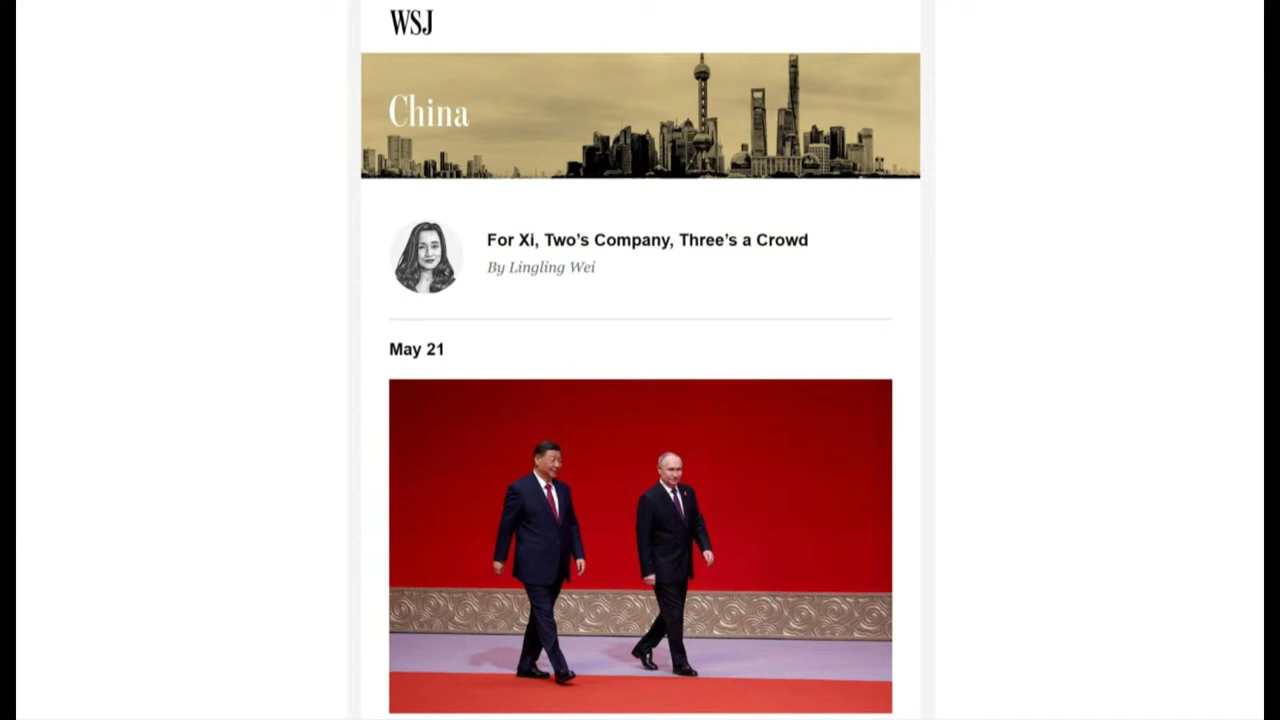 WSJ
China
For Xi, Two’s Company, Three’s a Crowd
By Lingling Wei
May 21